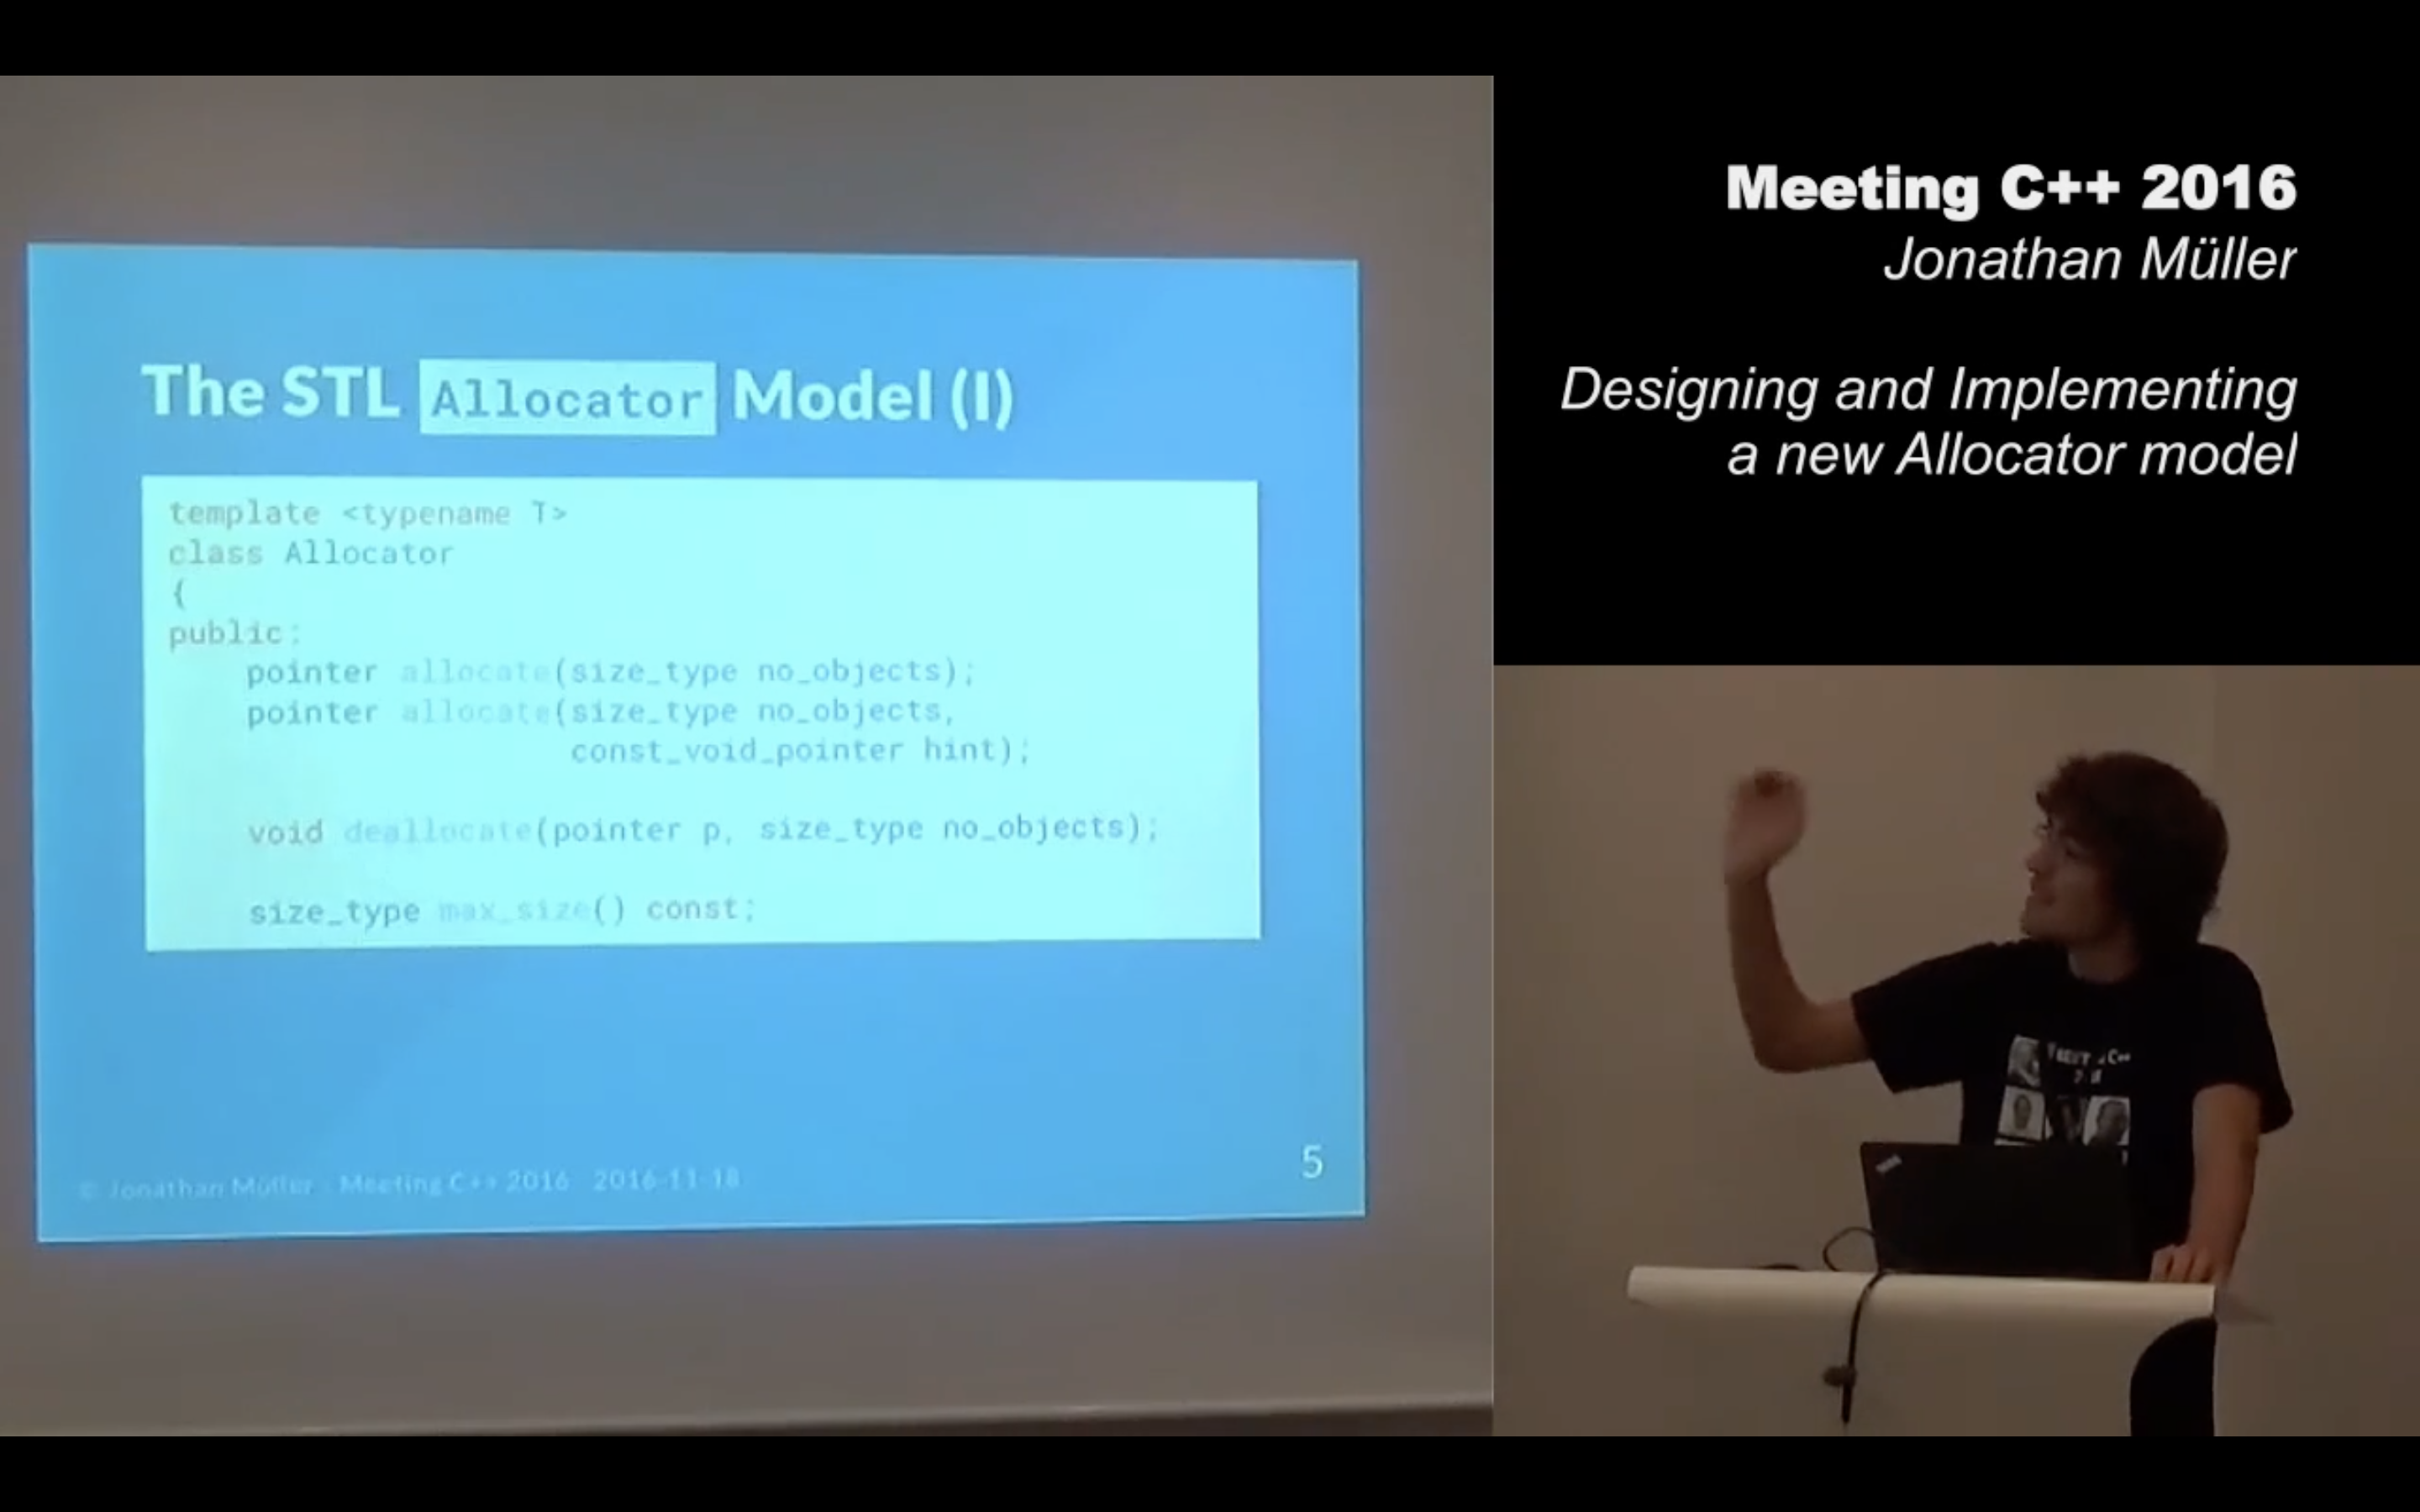 The STL Allocator Model (I)
template <typename T>
class Allocator
{
public:
pointer allocate(size_type no_objects);
pointer allocate(size_type no_objects,
const_void_pointer hint);
void deallocate(pointer p, size_type no_objects);
size_type max_size() const;
© Jonathan Müller - Meeting C++ 2016 2016-11-18
5
Meeting C++ 2016
Jonathan Müller
Designing and Implementing
a new Allocator model